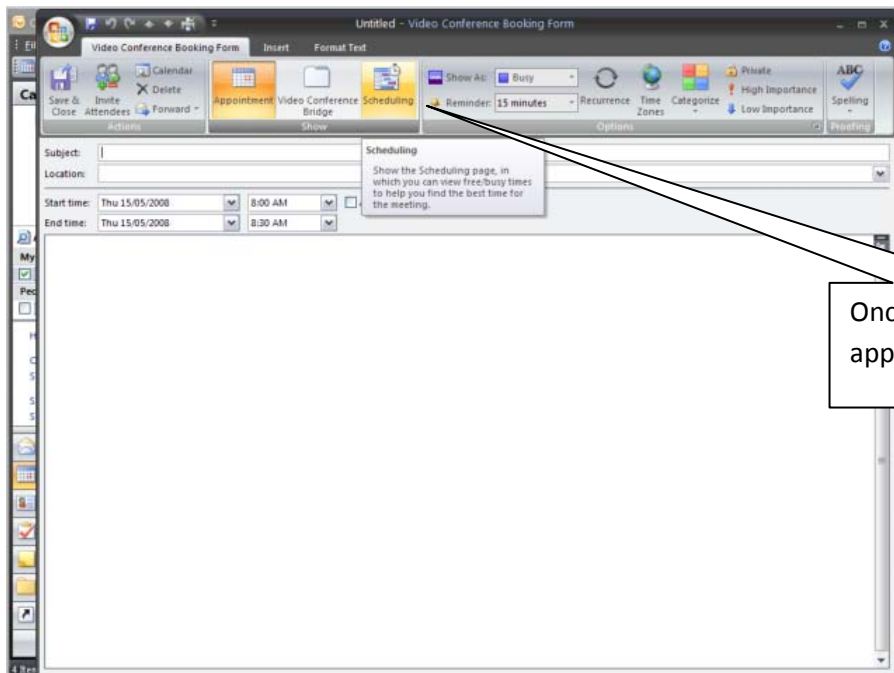 Untitled - Video Conference Booking Form
Video Conference Booking Form Insert Format Text
Save & Close
Invite Attendees
Calendar
Delete
Forward
Actions
Appointment
Video Conference Bridge
Scheduling
Show
Show As: Busy
Reminder: 15 minutes
Recurrence
Time Zones
Categorize
Private
High Importance
Low Importance
Options
ABC
Spelling
Proofing
Subject:
Location:
Scheduling
Show the Scheduling page, in
which you can view free/busy times
to help you find the best time for
the meeting.
Start time: Thu 15/05/2008 8:00 AM
End time: Thu 15/05/2008 8:30 AM
Ca
My